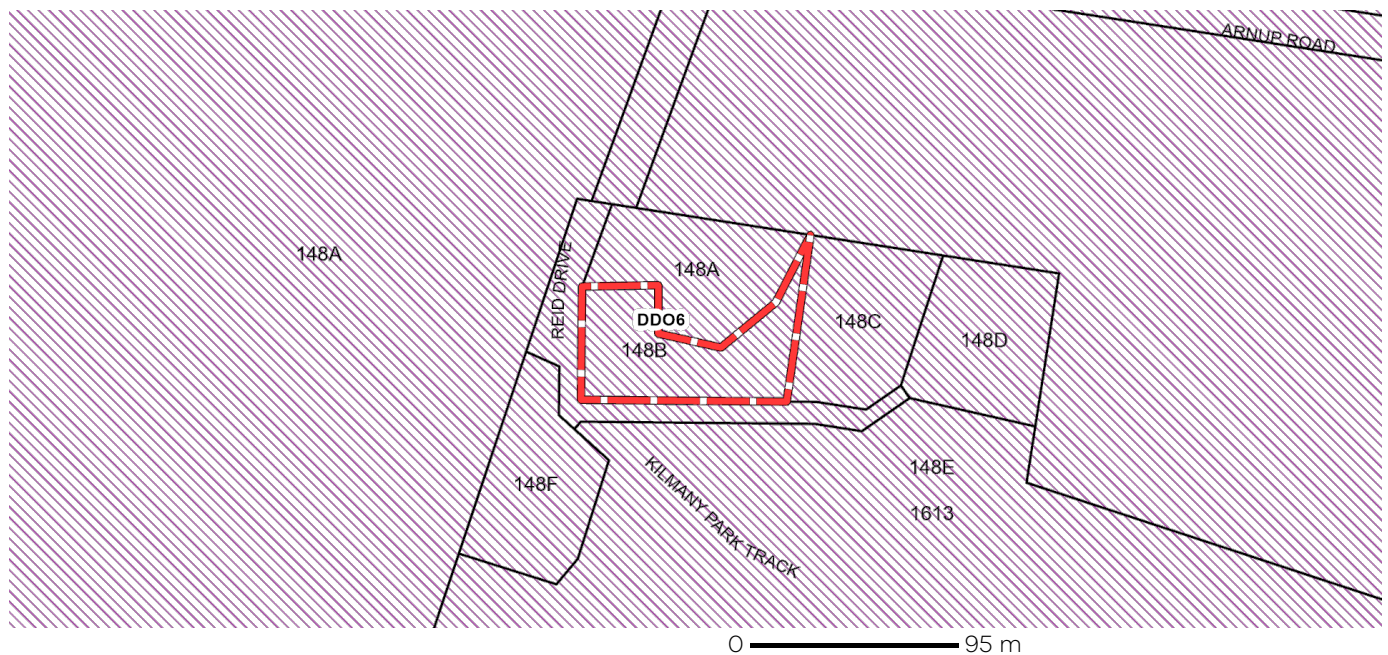 ARNUP ROAD
148A
REID DRIVE
148A
DDO6
148B
148C
148D
148E
148F
KILMANY PARK TRACK
1613
0 95 m